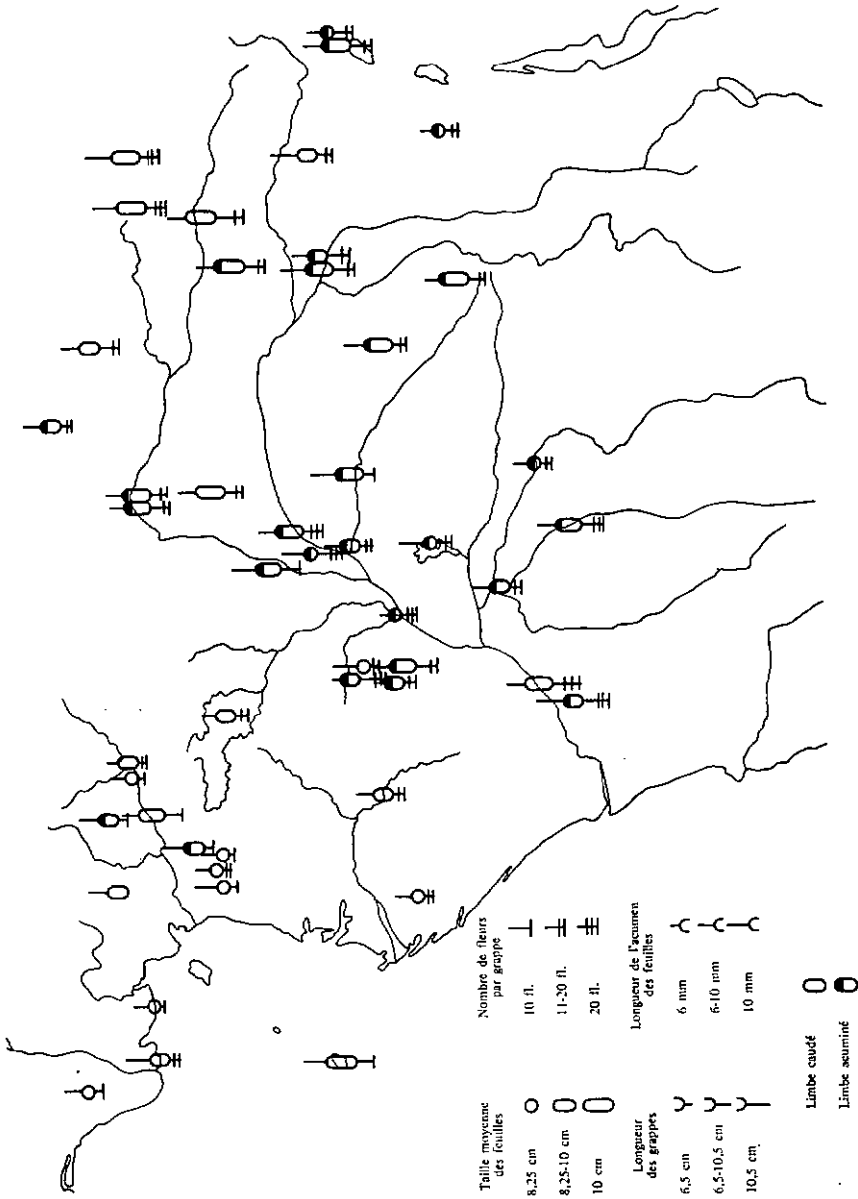 Taille moyenne
des feuilles
8,25 cm
8,25-10 cm
10 cm
Nombre de fleurs
par grappe
10 fl.
11-20 fl.
20 fl.
Longueur
des grappes
6,5 cm
6,5-10,5 cm
10,5 cm
Longueur de l'acumen
des feuilles
6 mm
6-10 mm
10 mm
Limbe caudé
Limbe acuminé